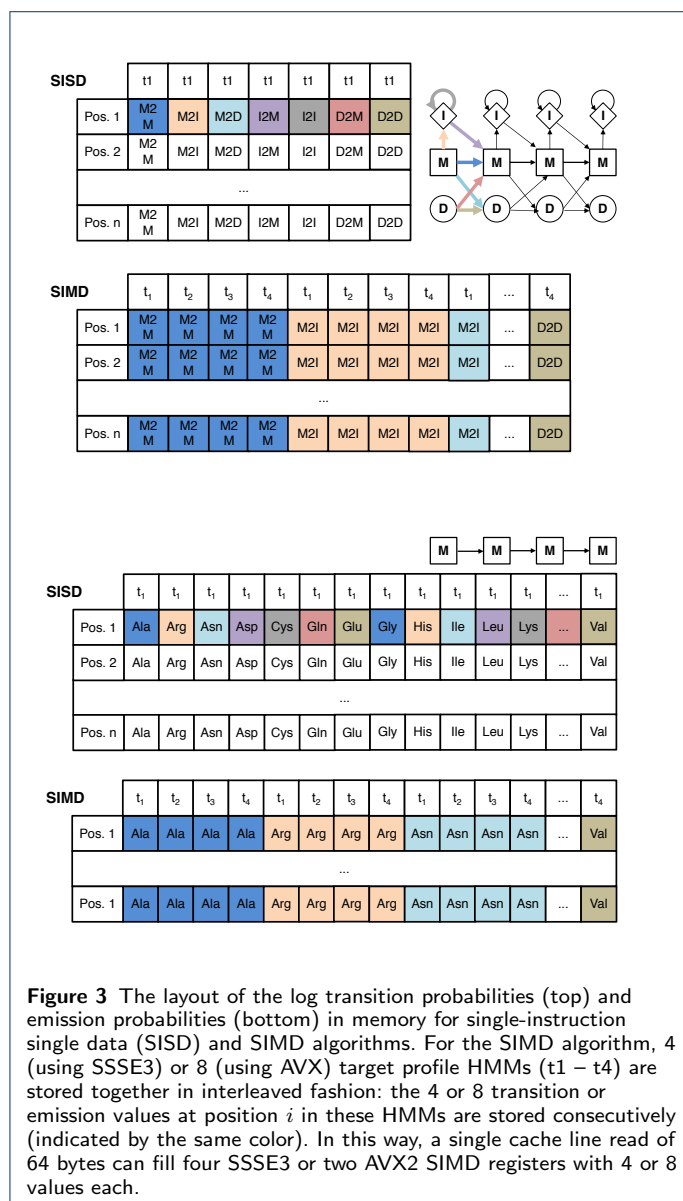 SISD t1 t1 t1 t1 t1 t1 t1
Pos. 1 M2M M2I M2D I2M I2I D2M D2D
Pos. 2 M2M M2I M2D I2M I2I D2M D2D
...
Pos. n M2M M2I M2D I2M I2I D2M D2D
I I I I
M M M M
D D D D
SIMD t1 t2 t3 t4 t1 t2 t3 t4 t1 ... t4
Pos. 1 M2M M2M M2M M2M M2I M2I M2I M2I M2I ... D2D
Pos. 2 M2M M2M M2M M2M M2I M2I M2I M2I M2I ... D2D
...
Pos. n M2M M2M M2M M2M M2I M2I M2I M2I M2I ... D2D
M M M M
SISD t1 t1 t1 t1 t1 t1 t1 t1 t1 t1 t1 t1 ... t1
Pos. 1 Ala Arg Asn Asp Cys Gln Glu Gly His Ile Leu Lys ... Val
Pos. 2 Ala Arg Asn Asp Cys Gln Glu Gly His Ile Leu Lys ... Val
...
Pos. n Ala Arg Asn Asp Cys Gln Glu Gly His Ile Leu Lys ... Val
SIMD t1 t2 t3 t4 t1 t2 t3 t4 t1 t2 t3 t4 ... t4
Pos. 1 Ala Ala Ala Ala Arg Arg Arg Arg Asn Asn Asn Asn ... Val
...
Pos. 1 Ala Ala Ala Ala Arg Arg Arg Arg Asn Asn Asn Asn ... Val
Figure 3 The layout of the log transition probabilities (top) and
emission probabilities (bottom) in memory for single-instruction
single data (SISD) and SIMD algorithms. For the SIMD algorithm, 4
(using SSSE3) or 8 (using AVX) target profile HMMs (t1 – t4) are
stored together in interleaved fashion: the 4 or 8 transition or
emission values at position i in these HMMs are stored consecutively
(indicated by the same color). In this way, a single cache line read of
64 bytes can fill four SSSE3 or two AVX2 SIMD registers with 4 or 8
values each.